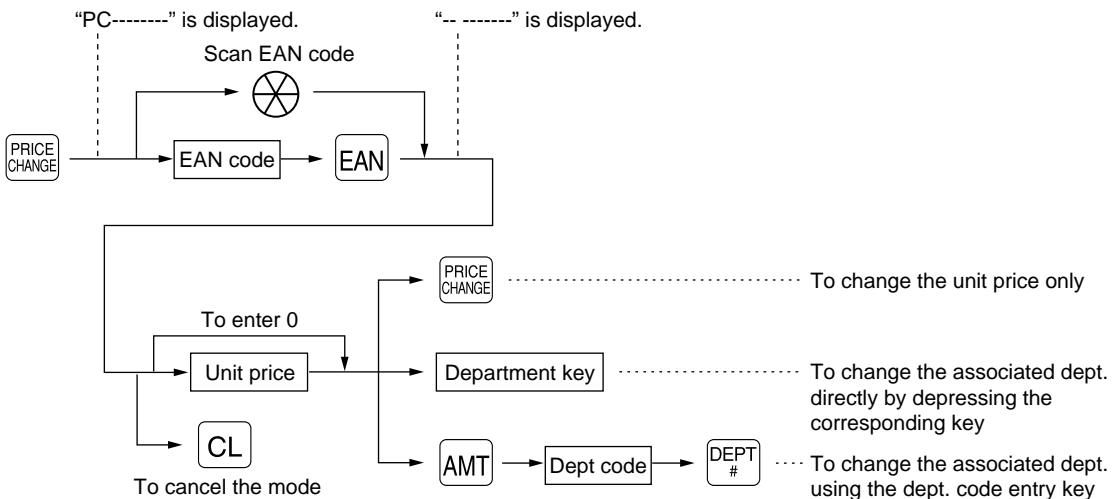 “PC--------” is displayed.
“-- -------” is displayed.
Scan EAN code
PRICE
CHANGE
EAN code
EAN
PRICE
CHANGE
To change the unit price only
To enter 0
Unit price
Department key
To change the associated dept.
directly by depressing the
corresponding key
CL
To cancel the mode
AMT
Dept code
DEPT
#
To change the associated dept.
using the dept. code entry key